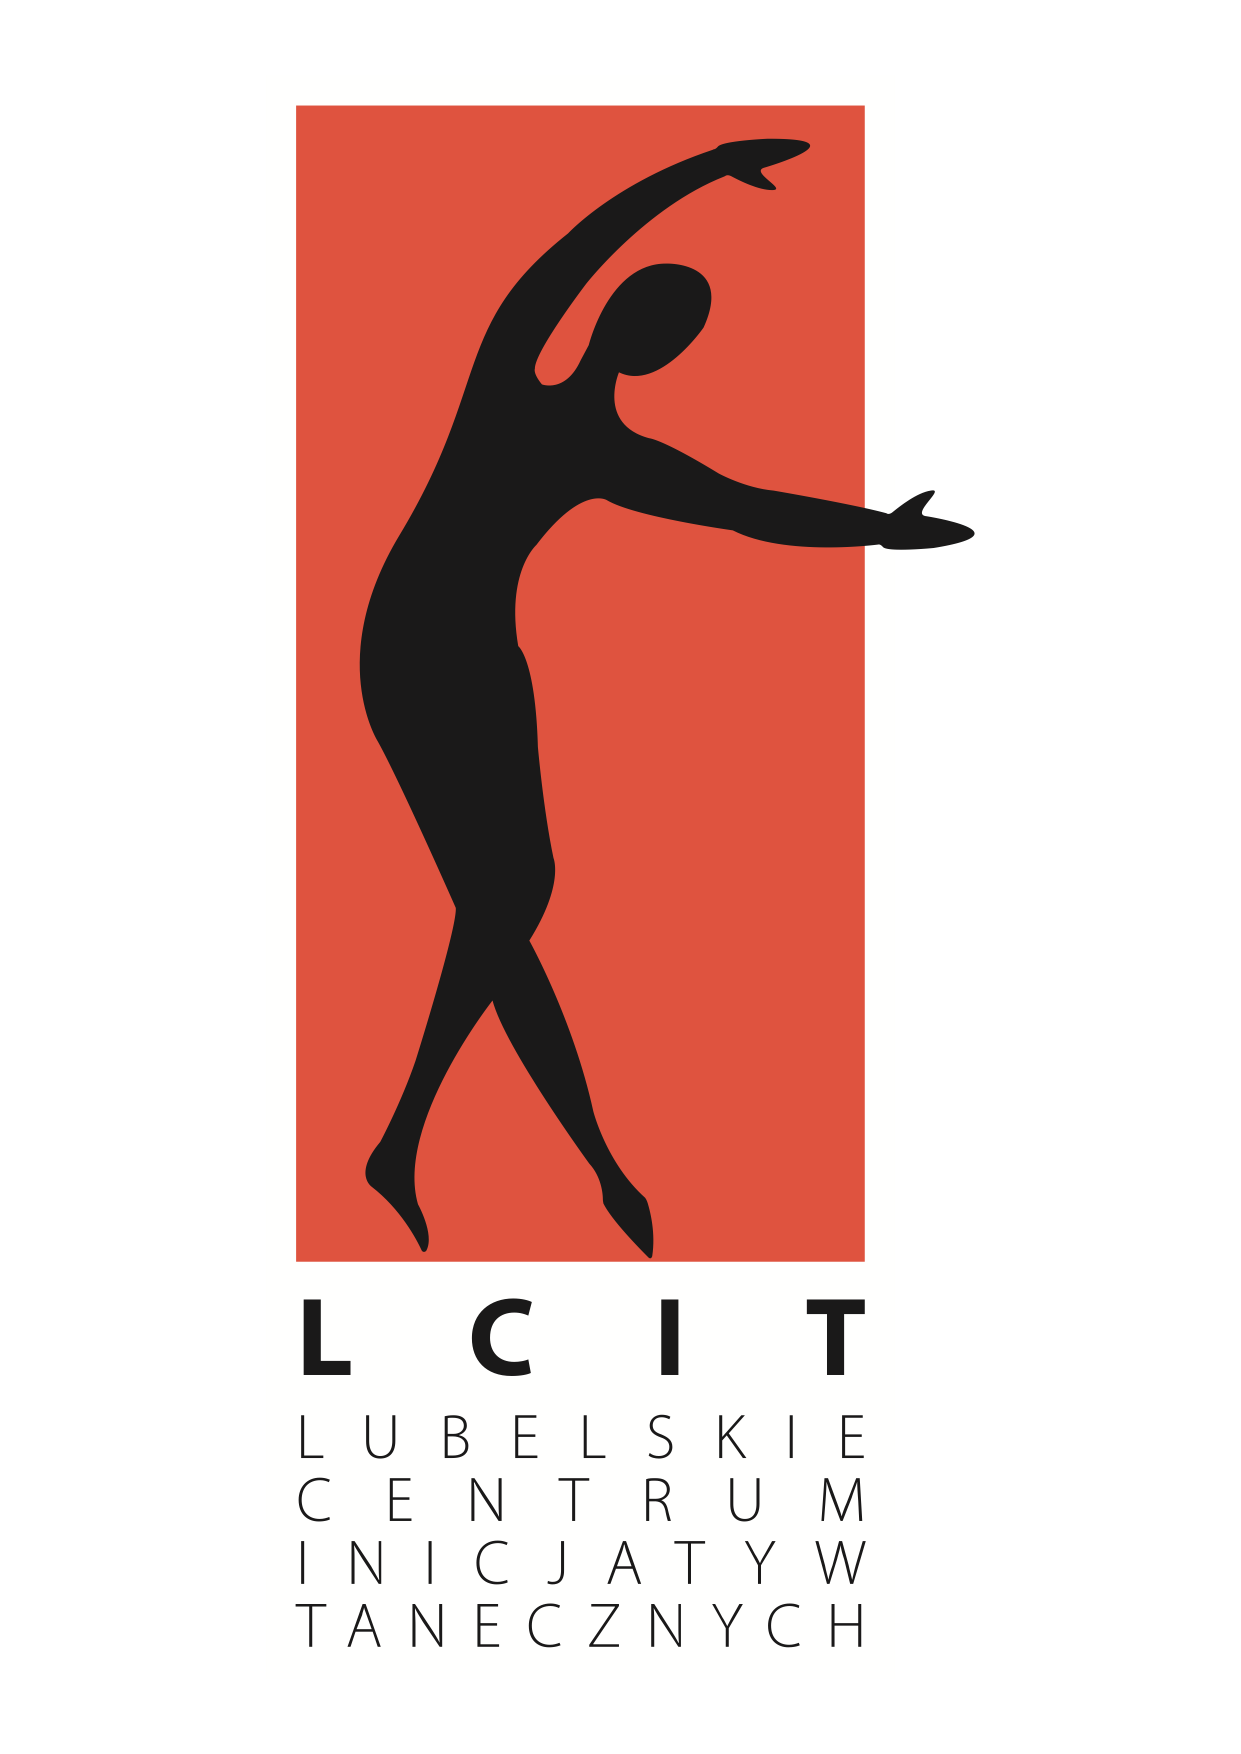 LCIT
LUBELSKIE
CENTRUM
INICJATYW
TANECZNYCH